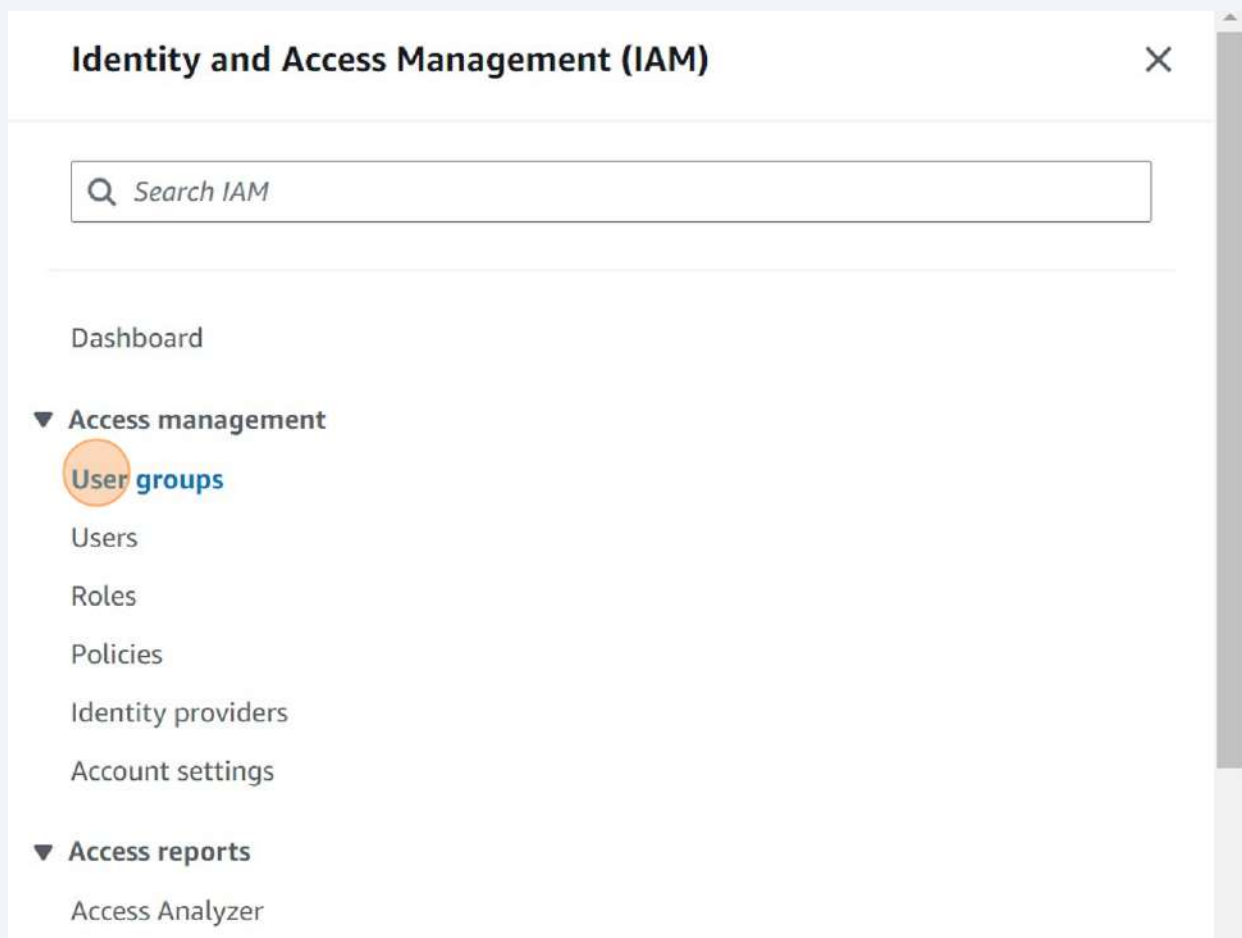 Identity and Access Management (IAM)
Search IAM
Dashboard
Access management
User groups
Users
Roles
Policies
Identity providers
Account settings
Access reports
Access Analyzer